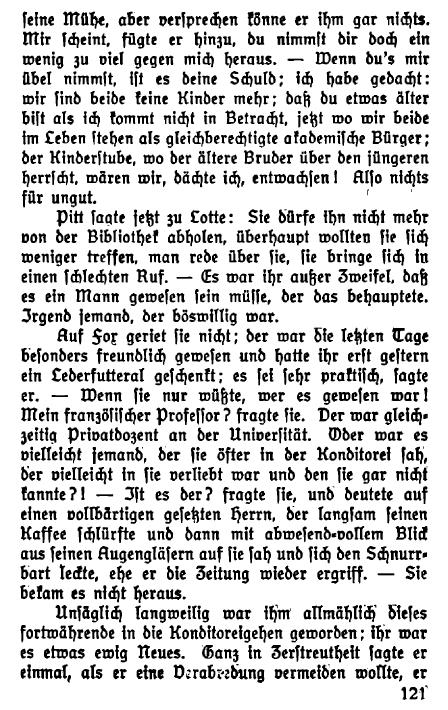 seine Mühe, aber versprechen könne er ihm gar nichts.
Mir scheint, fügte er hinzu, du nimmst dir doch ein
wenig zu viel gegen mich heraus. — Wenn du's mir
übel nimmst, ist es deine Schuld; ich habe gedacht:
wir sind beide keine Kinder mehr; daß du etwas älter
bist als ich kommt nicht in Betracht, jetzt wo wir beide
im Leben stehen als gleichberechtigte akademische Bürger;
der Kinderstube, wo der ältere Bruder über den jüngeren
herrscht, wären wir, dächte ich, entwachsen! Also nichts
für ungut.
Pitt sagte jetzt zu Lotte: Sie dürfe ihn nicht mehr
von der Bibliothek abholen, überhaupt wollten sie sich
weniger treffen, man rede über sie, sie bringe sich in
einen schlechten Ruf. — Es war ihr außer Zweifel, daß
es ein Mann gewesen sein müsse, der das behauptete.
Irgend jemand, der böswillig war.
Auf Fox geriet sie nicht; der war die letzten Tage
besonders freundlich gewesen und hatte ihr erst gestern
ein Lederfutteral geschenkt; es sei sehr praktisch, sagte
er. — Wenn sie nur wüßte, wer es gewesen war!
Mein französischer Professor? fragte sie. Der war gleich-
zeitig Privatdozent an der Universität. Oder war es
vielleicht jemand, der sie öfter in der Konditorei sah,
der vielleicht in sie verliebt war und den sie gar nicht
kannte?! — Ist es der? fragte sie, und deutete auf
einen vollbärtigen gesetzten Herrn, der langsam seinen
Kaffee schlürfte und dann mit abwesend-vollem Blick
aus seinen Augengläsern auf sie sah und sich den Schnurr-
bart leckte, ehe er die Zeitung wieder ergriff. — Sie
bekam es nicht heraus.
Unsäglich langweilig war ihm allmählich dieses
fortwährende in die Konditoreigehen geworden; ihr war
es etwas ewig Neues. Ganz in Zerstreutheit sagte er
einmal, als er eine Verabredung vermeiden wollte, er
121